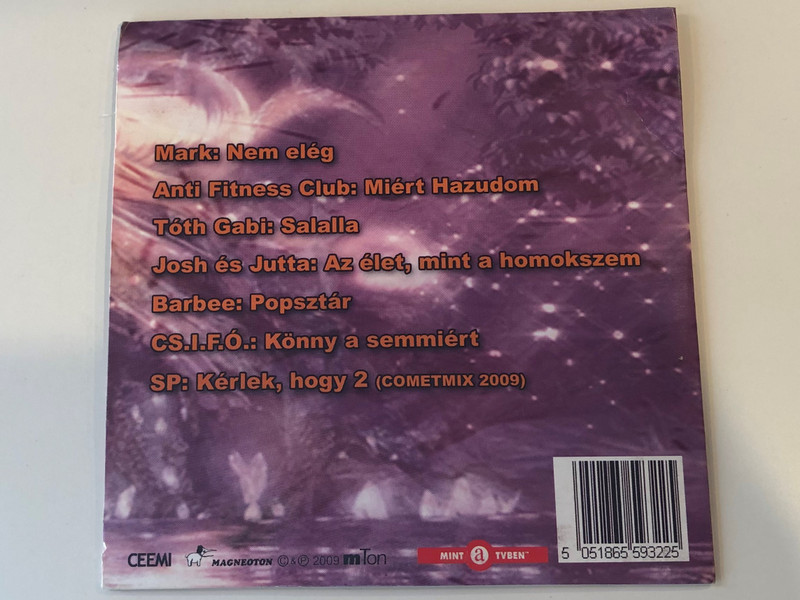 Mark: Nem elég
Anti Fitness Club: Miért Hazudom
Tóth Gabi: Salalla
Josh és Jutta: Az élet, mint a homokszem
Barbee: Popsztár
CS.I.F.Ó.: Könny a semmiért
SP: Kérlek, hogy 2 (COMETMIX 2009)
CEEMI MAGNEOTON ©&℗ 2009 mTon MINT a TVBEN™
5 051865 593225